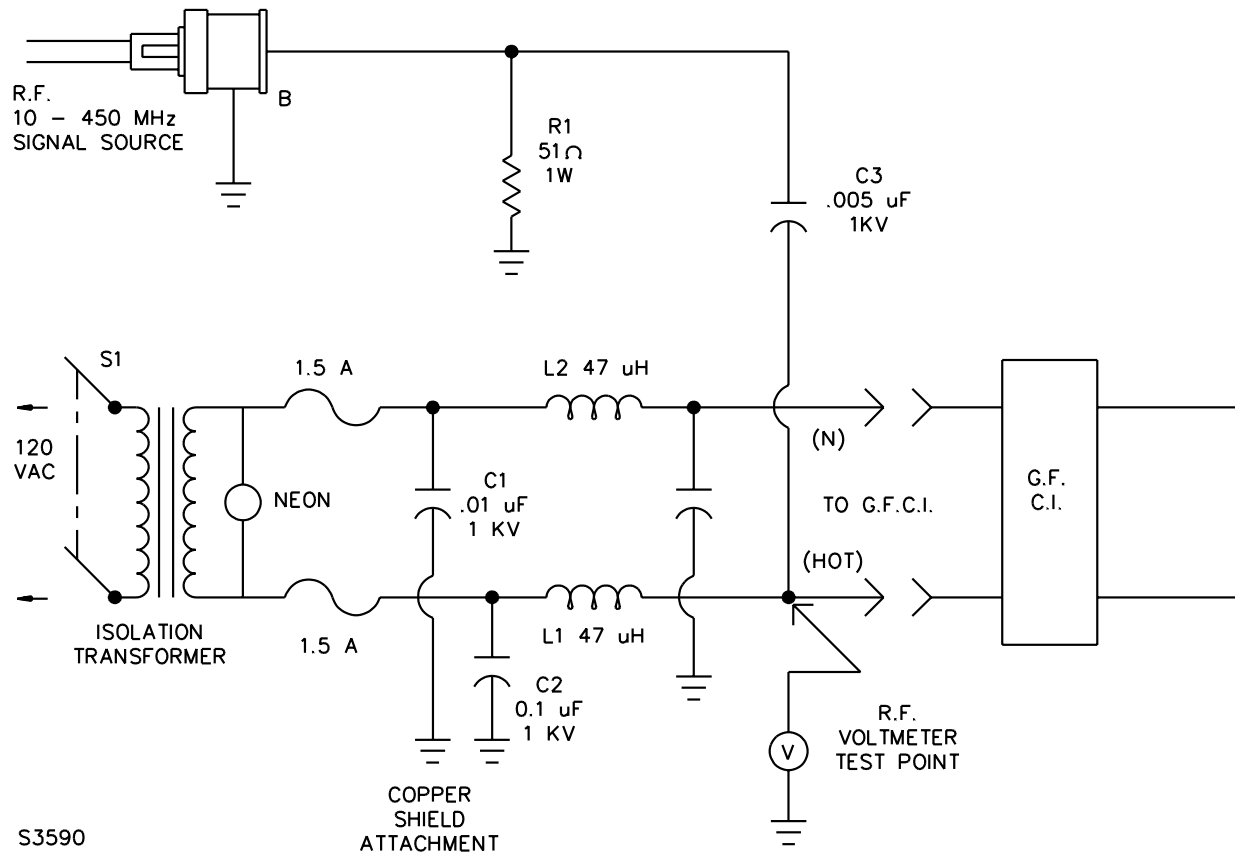 R.F.
10 - 450 MHz
SIGNAL SOURCE
B
R1
51Ω
1W
C3
.005 uF
1KV
S1
1.5 A
L2 47 uH
(N)
120
VAC
NEON
C1
.01 uF
1 KV
TO G.F.C.I.
G.F.
C.I.
(HOT)
ISOLATION
TRANSFORMER
1.5 A
L1 47 uH
C2
0.1 uF
1 KV
R.F.
VOLTMETER
TEST POINT
V
COPPER
SHIELD
ATTACHMENT
S3590